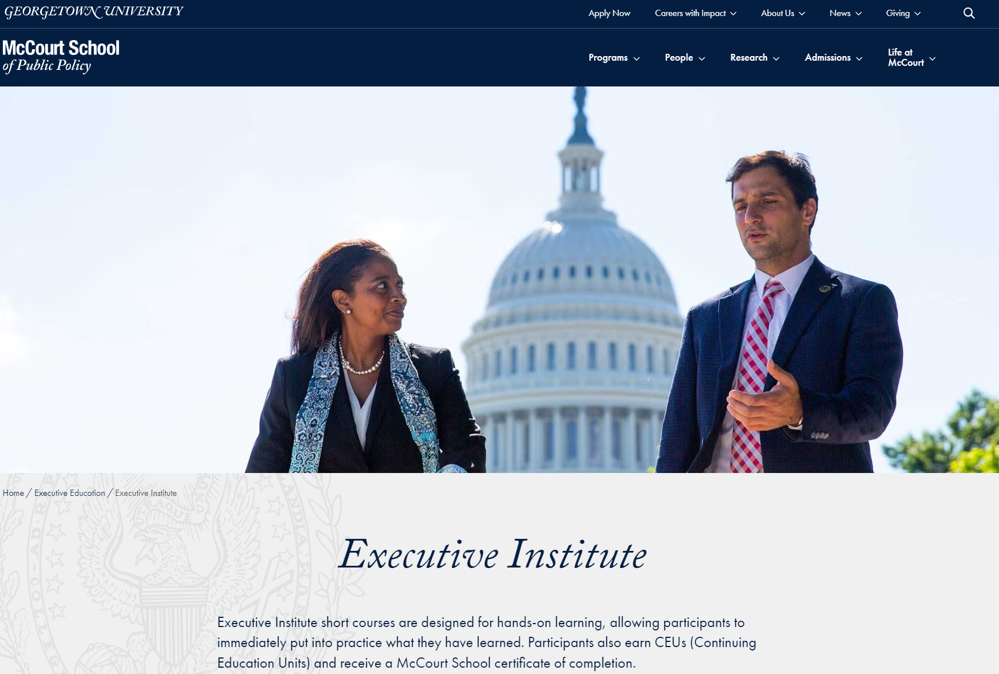 GEORGETOWN UNIVERSITY
Apply Now Careers with Impact About Us News Giving
McCourt School
of Public Policy
Programs People Research Admissions Life at
McCourt
Home / Executive Education / Executive Institute
Executive Institute
Executive Institute short courses are designed for hands-on learning, allowing participants to
immediately put into practice what they have learned. Participants also earn CEUs (Continuing
Education Units) and receive a McCourt School certificate of completion.